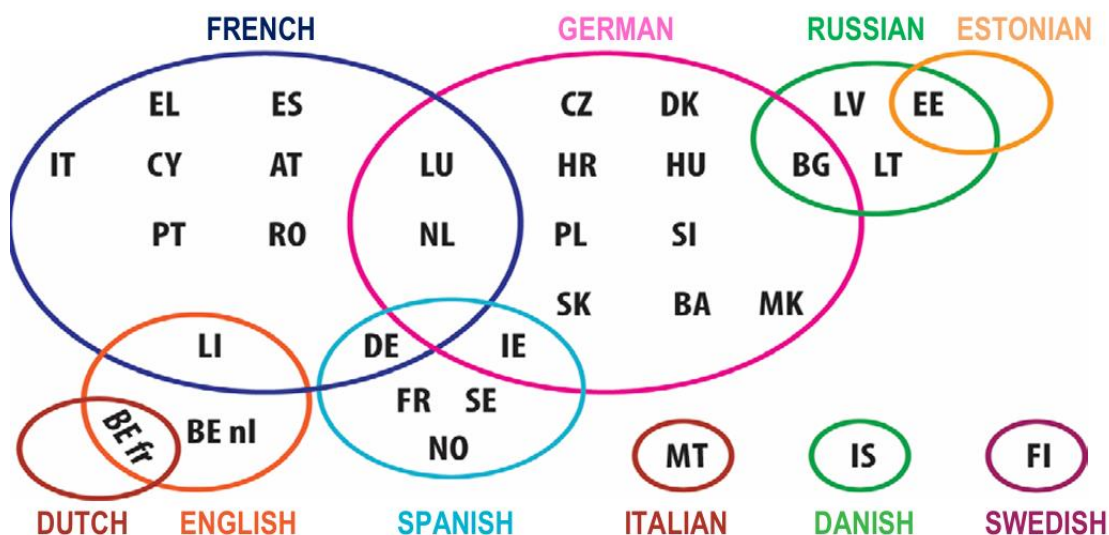 FRENCH GERMAN RUSSIAN ESTONIAN
EL ES CZ DK LV EE
IT CY AT LU HR HU BG LT
PT RO NL PL SI
SK BA MK
LI DE IE
FR SE
BE fr BE nl NO
MT IS FI
DUTCH ENGLISH SPANISH ITALIAN DANISH SWEDISH